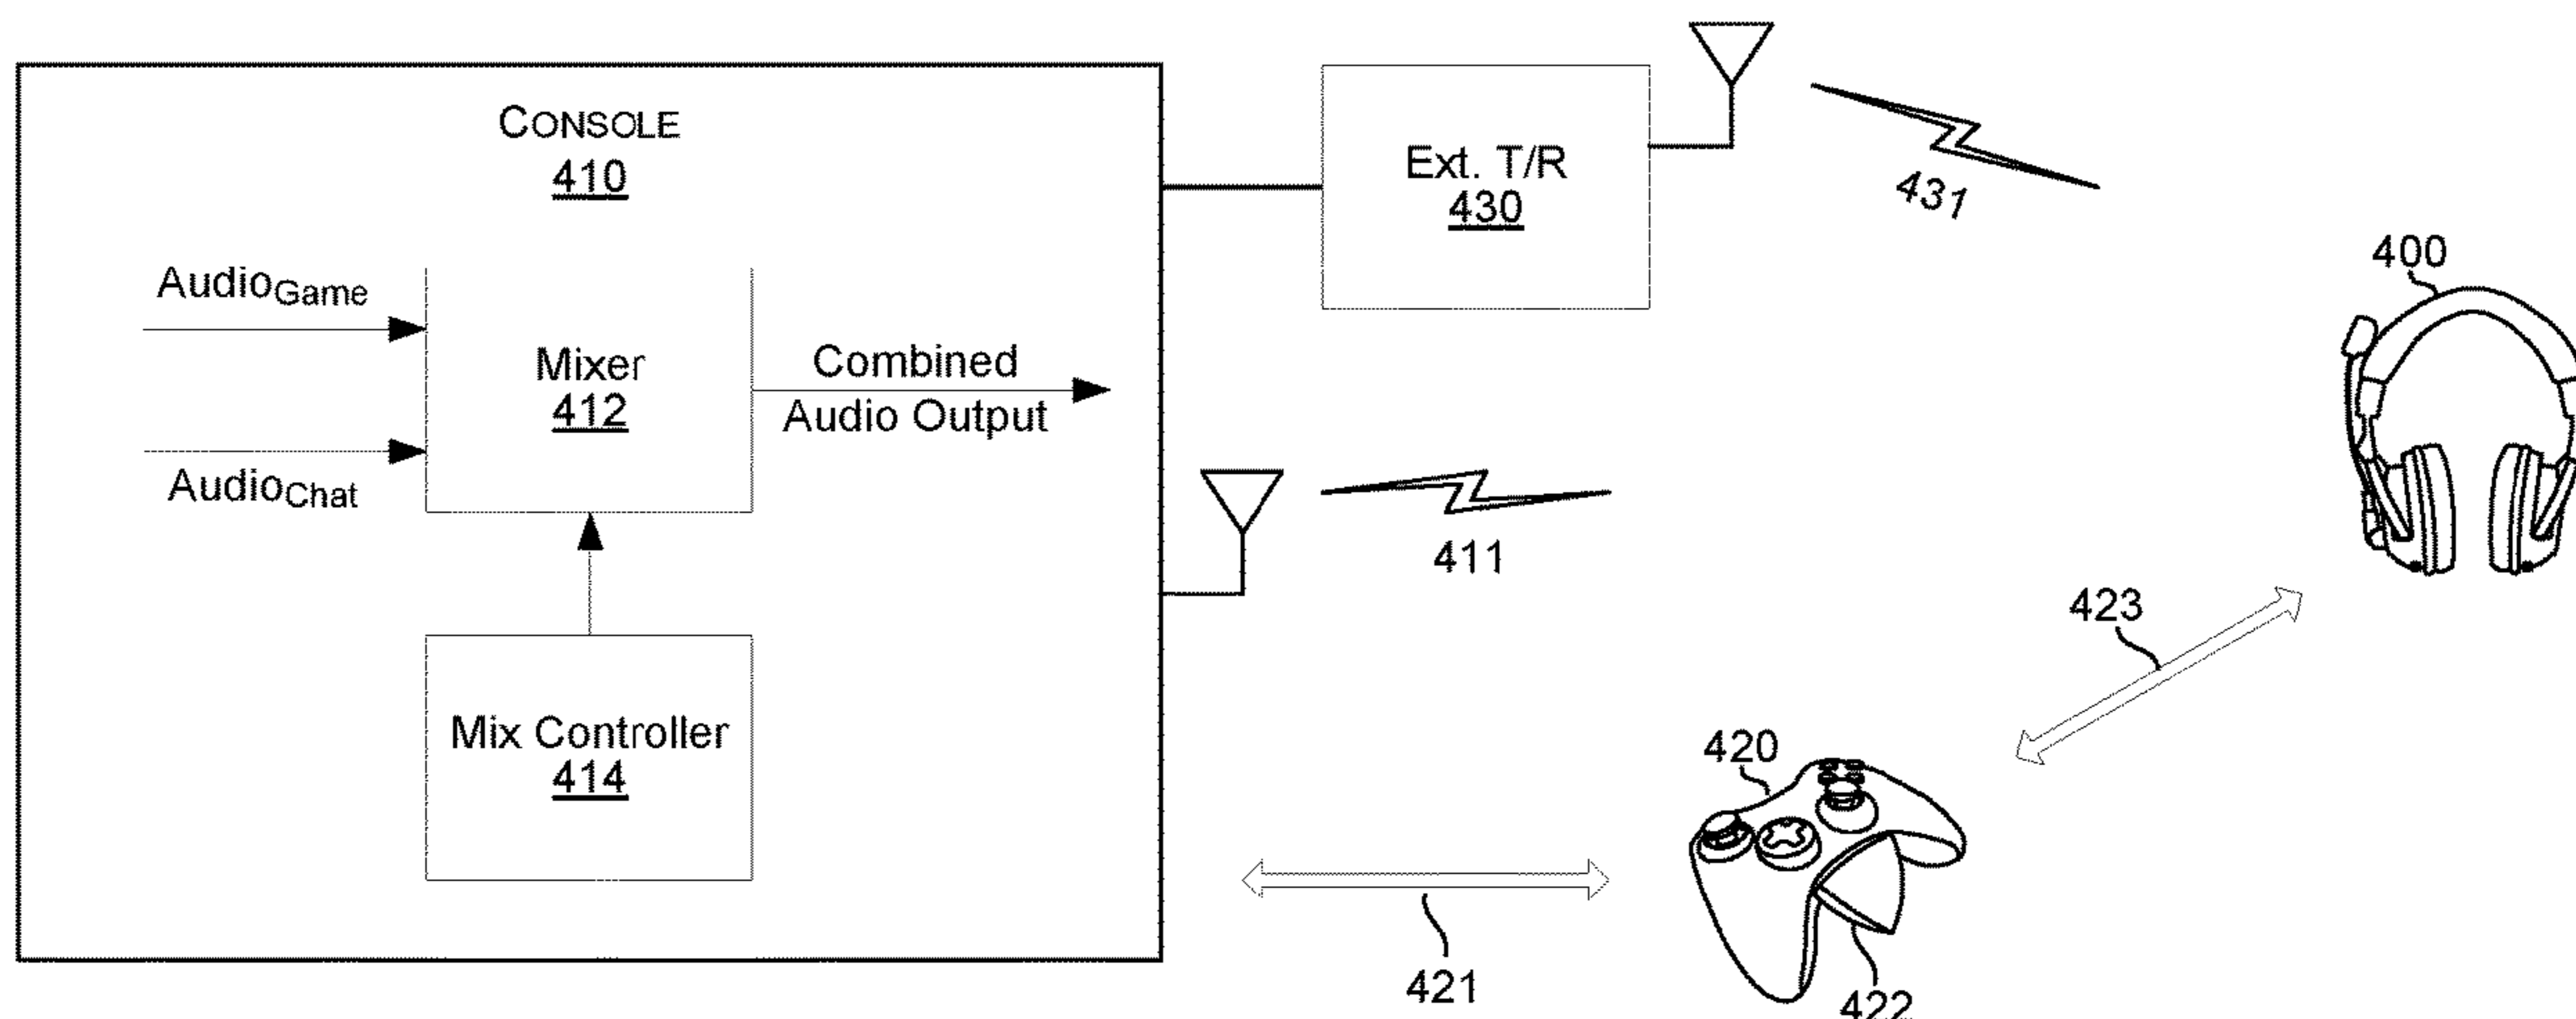 CONSOLE
410
Ext. T/R
430
431
400
AudioGame
Mixer
412
Combined
Audio Output
AudioChat
411
423
Mix Controller
414
420
421
422